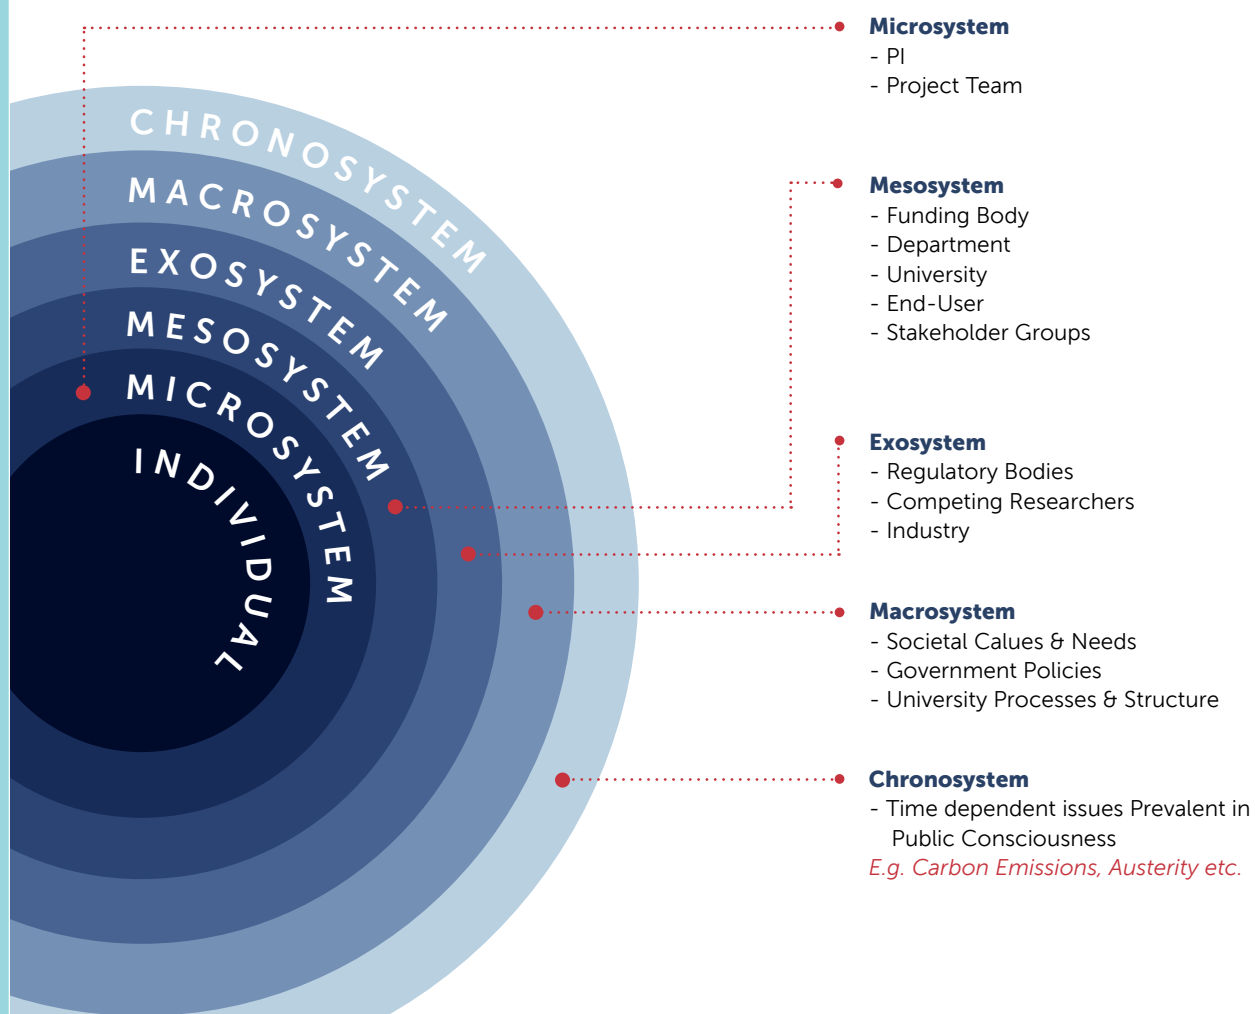 CHRONOSYSTEM
MACROSYSTEM
EXOSYSTEM
MESOSYSTEM
MICROSYSTEM
INDIVIDUAL
Microsystem
- PI
- Project Team
Mesosystem
- Funding Body
- Department
- University
- End-User
- Stakeholder Groups
Exosystem
- Regulatory Bodies
- Competing Researchers
- Industry
Macrosystem
- Societal Calues & Needs
- Government Policies
- University Processes & Structure
Chronosystem
- Time dependent issues Prevalent in
Public Consciousness
E.g. Carbon Emissions, Austerity etc.